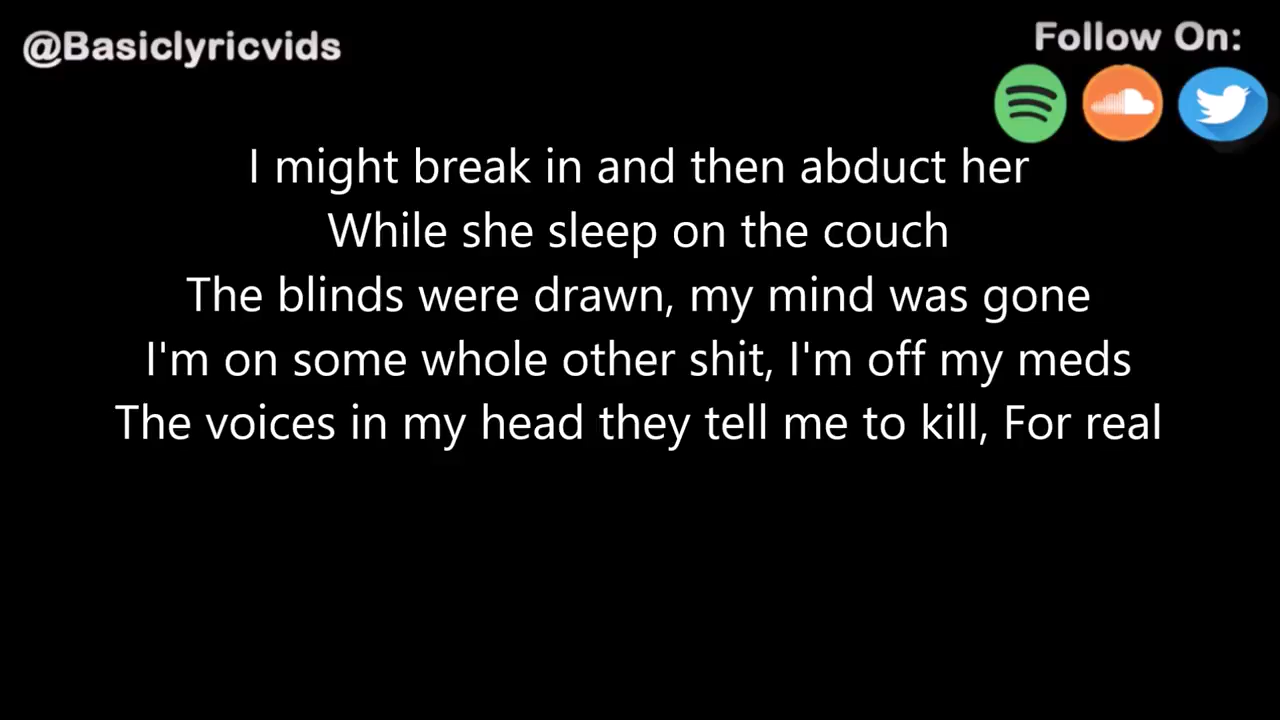 @Basiclyricvids
Follow On:
I might break in and then abduct her
While she sleep on the couch
The blinds were drawn, my mind was gone
I'm on some whole other shit, I'm off my meds
The voices in my head they tell me to kill, For real